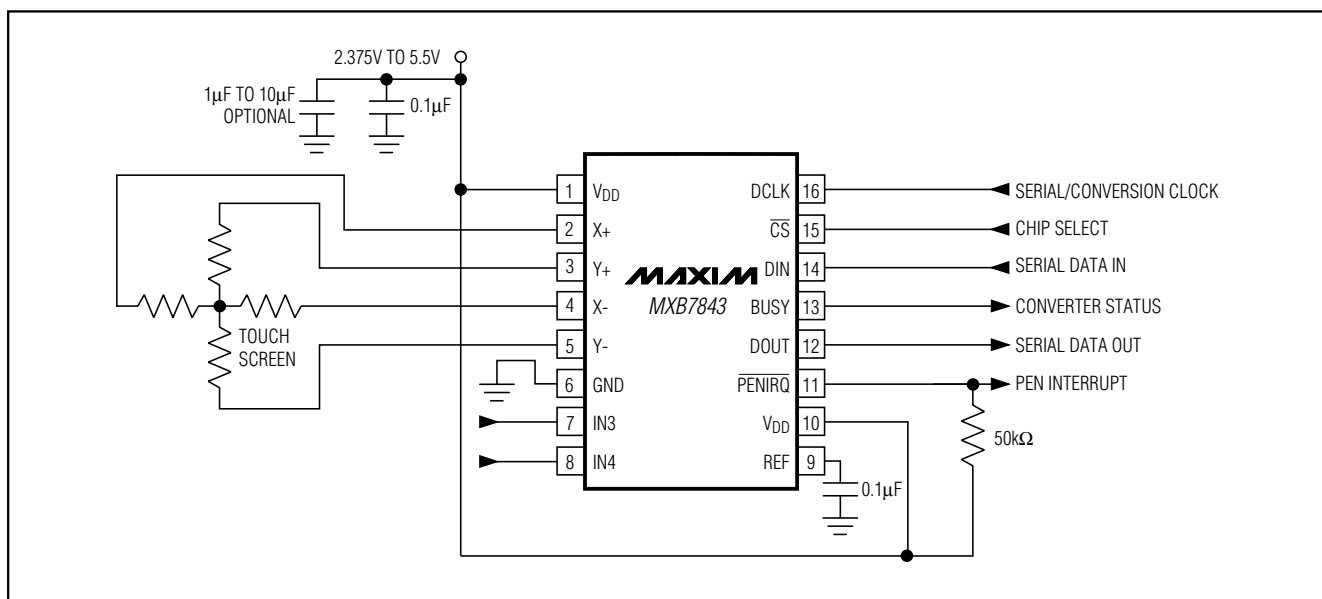 2.375V TO 5.5V
1µF TO 10µF
OPTIONAL
0.1µF
TOUCH
SCREEN
1 VDD
2 X+
3 Y+
4 X-
5 Y-
6 GND
7 IN3
8 IN4
MAXIM
MXB7843
DCLK 16 SERIAL/CONVERSION CLOCK
CS 15 CHIP SELECT
DIN 14 SERIAL DATA IN
BUSY 13 CONVERTER STATUS
DOUT 12 SERIAL DATA OUT
PENIRQ 11 PEN INTERRUPT
VDD 10
REF 9
50kΩ
0.1µF